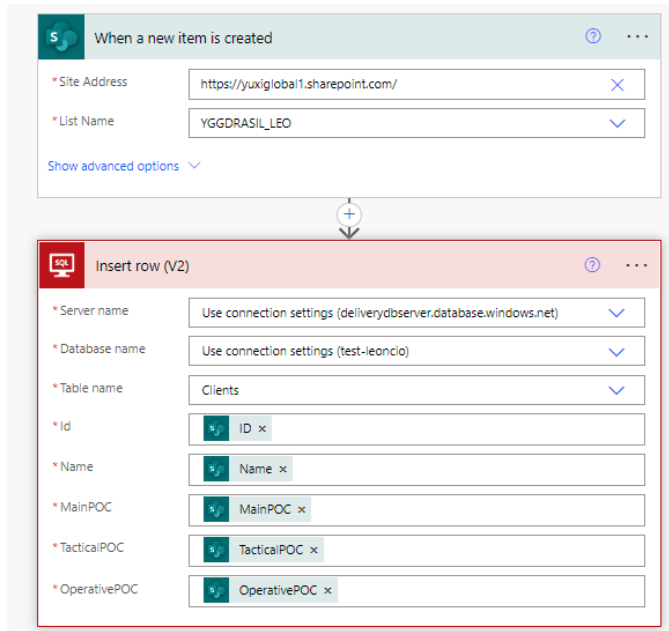 When a new item is created
* Site Address
https://yuxiglobal1.sharepoint.com/
* List Name
YGGDRASIL_LEO
Show advanced options
SQL
Insert row (V2)
* Server name
Use connection settings (deliverydbserver.database.windows.net)
* Database name
Use connection settings (test-leoncio)
* Table name
Clients
* Id
ID ×
* Name
Name ×
* MainPOC
MainPOC ×
* TacticalPOC
TacticalPOC ×
* OperativePOC
OperativePOC ×